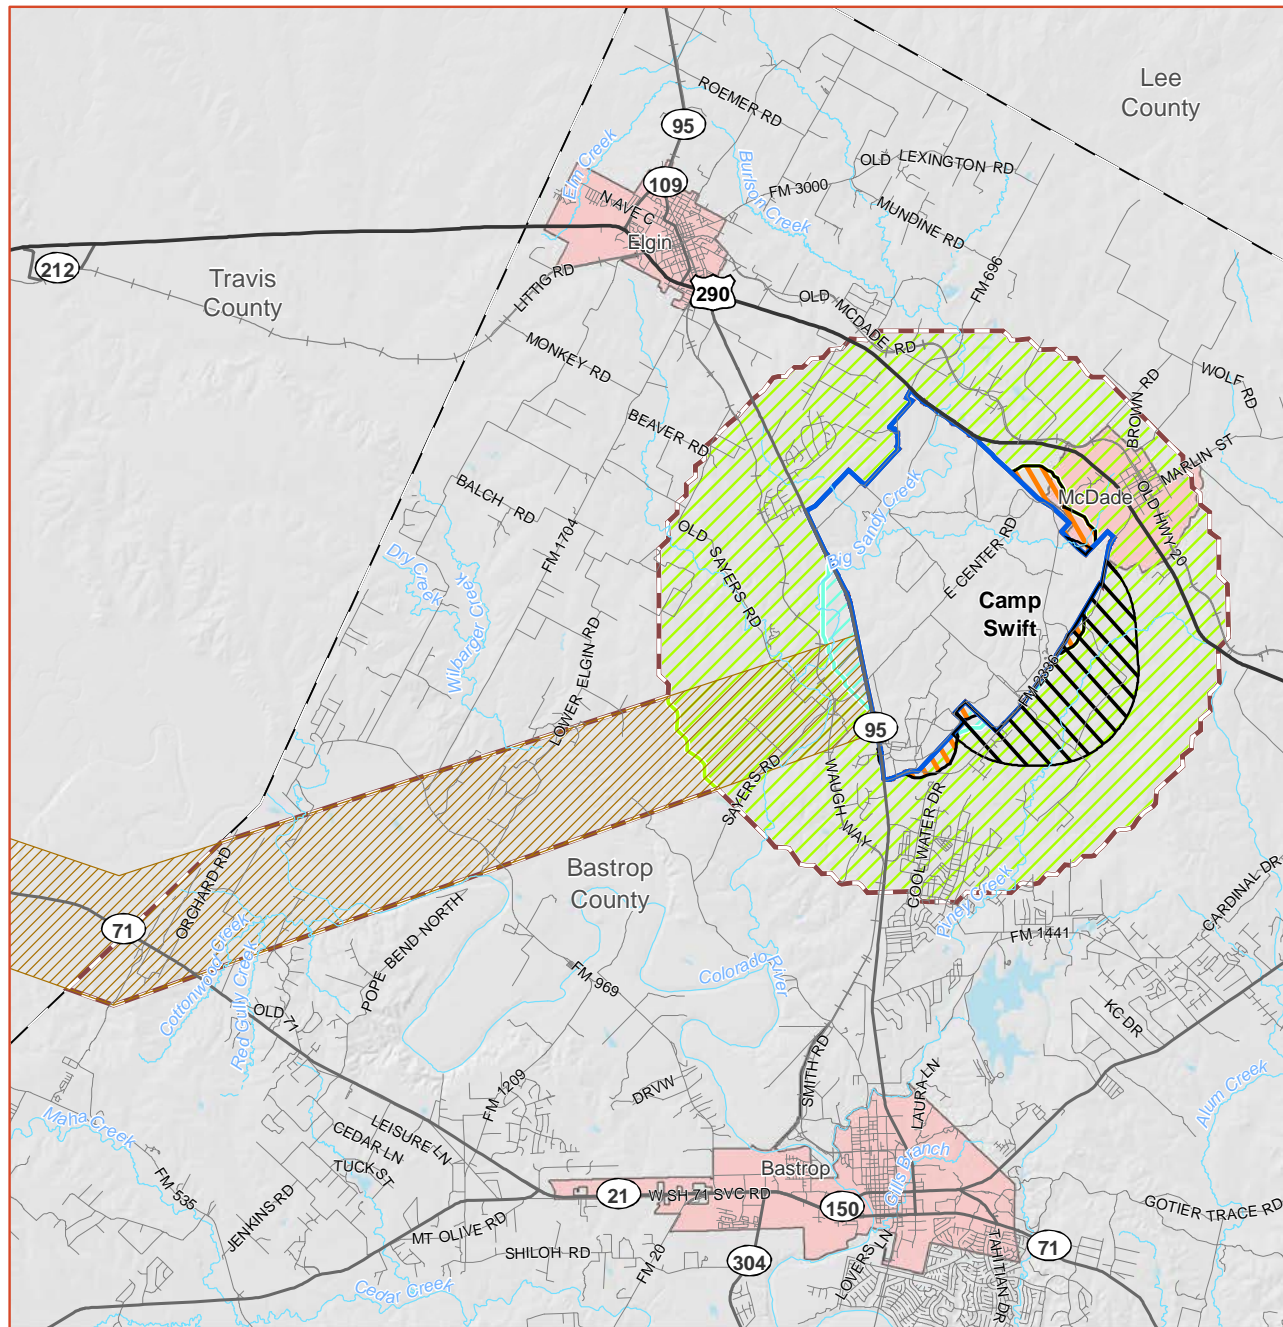 Lee
County
ROEMER RD
95
Burlson Creek
OLD LEXINGTON RD
Elm Creek
109
FM 3000
N AVE C
MUNDINE RD
Elgin
Travis
County
212
LITTIG RD
290
FM 696
OLD MCDADE RD
MONKEY RD
WOLF RD
BROWN RD
BEAVER RD
MARLIN ST
BALCH RD
Big Sandy Creek
McDade
OLD HWY 20
OLD SAYERS RD
FM 1704
E CENTER RD
Dry Creek
Wilbarger Creek
Camp
Swift
LOWER ELGIN RD
FM 2336
95
SAYERS RD
WAUGH WAY
COOLWATER DR
Bastrop
County
ORCHARD RD
71
POPE BEND NORTH
Piney Creek
CARDINAL DR
FM 1441
Cottonwood Creek
Red Gully Creek
FM 969
Colorado River
OLD 71
KC DR
SMITH RD
LAURA LN
FM 1209
DRVW
Alum Creek
Maha Creek
LEISURE LN
CEDAR LN
TUCK ST
Gills Branch
Bastrop
FM 535
JENKINS RD
21
W SH 71 SVC RD
150
GOTIER TRACE RD
MT OLIVE RD
SHILOH RD
FM 20
304
LOVERS LN
TAHITIAN DR
71
Cedar Creek